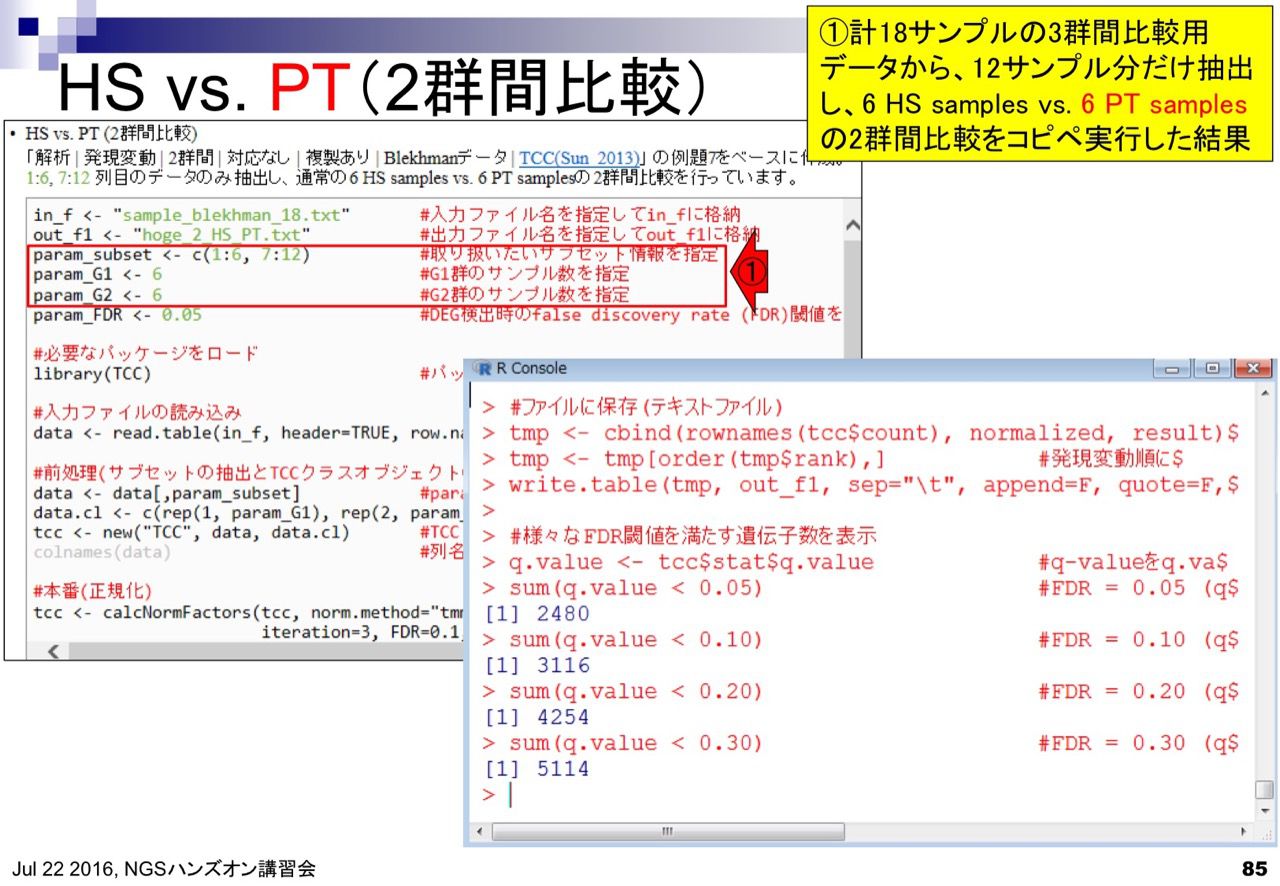 HS vs. PT(2群間比較)
①計18サンプルの3群間比較用
データから、12サンプル分だけ抽出
し、6 HS samples vs. 6 PT samples
の2群間比較をコピペ実行した結果
• HS vs. PT (2群間比較)
「解析 | 発現変動 | 2群間 | 対応なし | 複製あり | Blekhmanデータ | TCC(Sun_2013)」の例題7をベースに作成。
1:6, 7:12 列目のデータのみ抽出し、通常の6 HS samples vs. 6 PT samplesの2群間比較を行っています。
in_f <- "sample_blekhman_18.txt" #入力ファイル名を指定してin_fに格納
out_f1 <- "hoge_2_HS_PT.txt" #出力ファイル名を指定してout_f1に格納
param_subset <- c(1:6, 7:12) #取り扱いたいサブセット情報を指定
param_G1 <- 6 #G1群のサンプル数を指定
param_G2 <- 6 #G2群のサンプル数を指定
①
param_FDR <- 0.05 #DEG検出時のfalse discovery rate (FDR)閾値を
#必要なパッケージをロード
library(TCC) #パッ
#入力ファイルの読み込み
data <- read.table(in_f, header=TRUE, row.na
#前処理(サブセットの抽出とTCCクラスオブジェクト
data <- data[,param_subset] #para
data.cl <- c(rep(1, param_G1), rep(2, param_
tcc <- new("TCC", data, data.cl) #TCC
colnames(data) #列名
#本番(正規化)
tcc <- calcNormFactors(tcc, norm.method="tmm
iteration=3, FDR=0.1,
R Console
> #ファイルに保存(テキストファイル)
> tmp <- cbind(rownames(tcc$count), normalized, result)$
> tmp <- tmp[order(tmp$rank),] #発現変動順に$
> write.table(tmp, out_f1, sep="\t", append=F, quote=F,$
>
> #様々なFDR閾値を満たす遺伝子数を表示
> q.value <- tcc$stat$q.value #q-valueをq.va$
> sum(q.value < 0.05) #FDR = 0.05 (q$
[1] 2480
> sum(q.value < 0.10) #FDR = 0.10 (q$
[1] 3116
> sum(q.value < 0.20) #FDR = 0.20 (q$
[1] 4254
> sum(q.value < 0.30) #FDR = 0.30 (q$
[1] 5114
>
Jul 22 2016, NGSハンズオン講習会
85